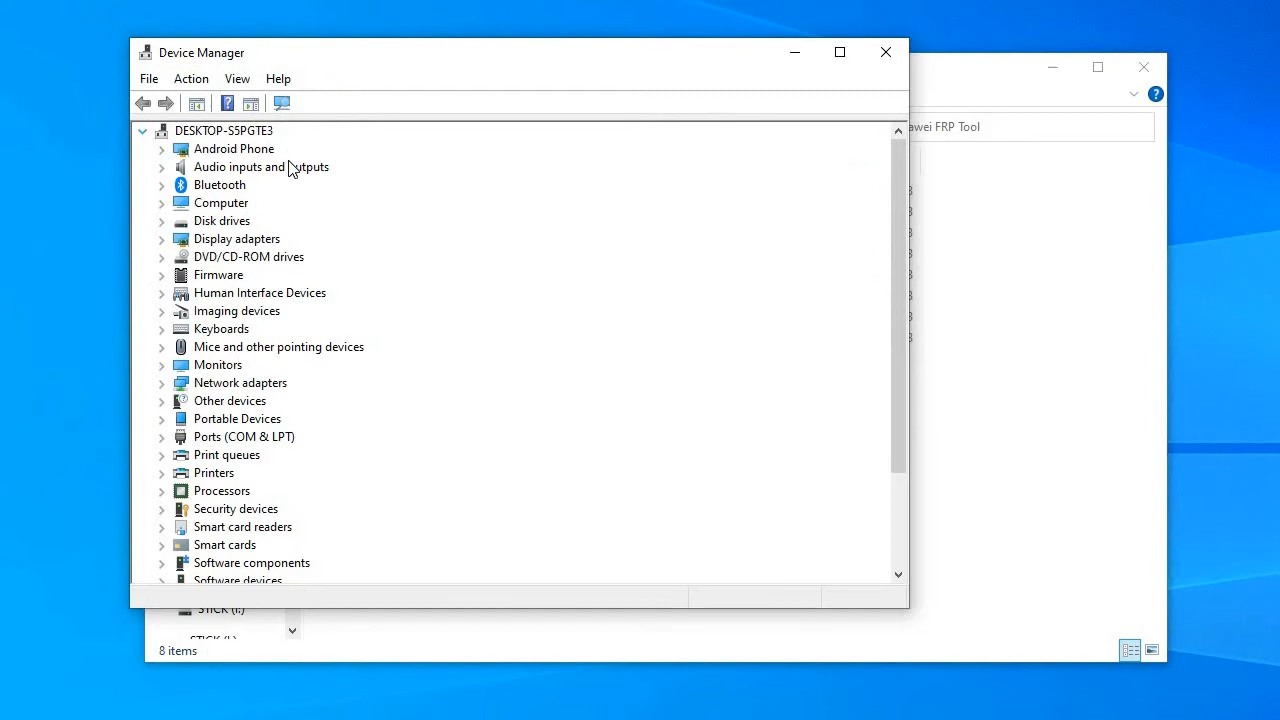 Device Manager
File Action View Help
awei FRP Tool
DESKTOP-S5PGTE3
Android Phone
Audio inputs and outputs
Bluetooth
Computer
Disk drives
Display adapters
DVD/CD-ROM drives
Firmware
Human Interface Devices
Imaging devices
Keyboards
Mice and other pointing devices
Monitors
Network adapters
Other devices
Portable Devices
Ports (COM & LPT)
Print queues
Printers
Processors
Security devices
Smart card readers
Smart cards
Software components
Software devices
STICK (I:)
8 items